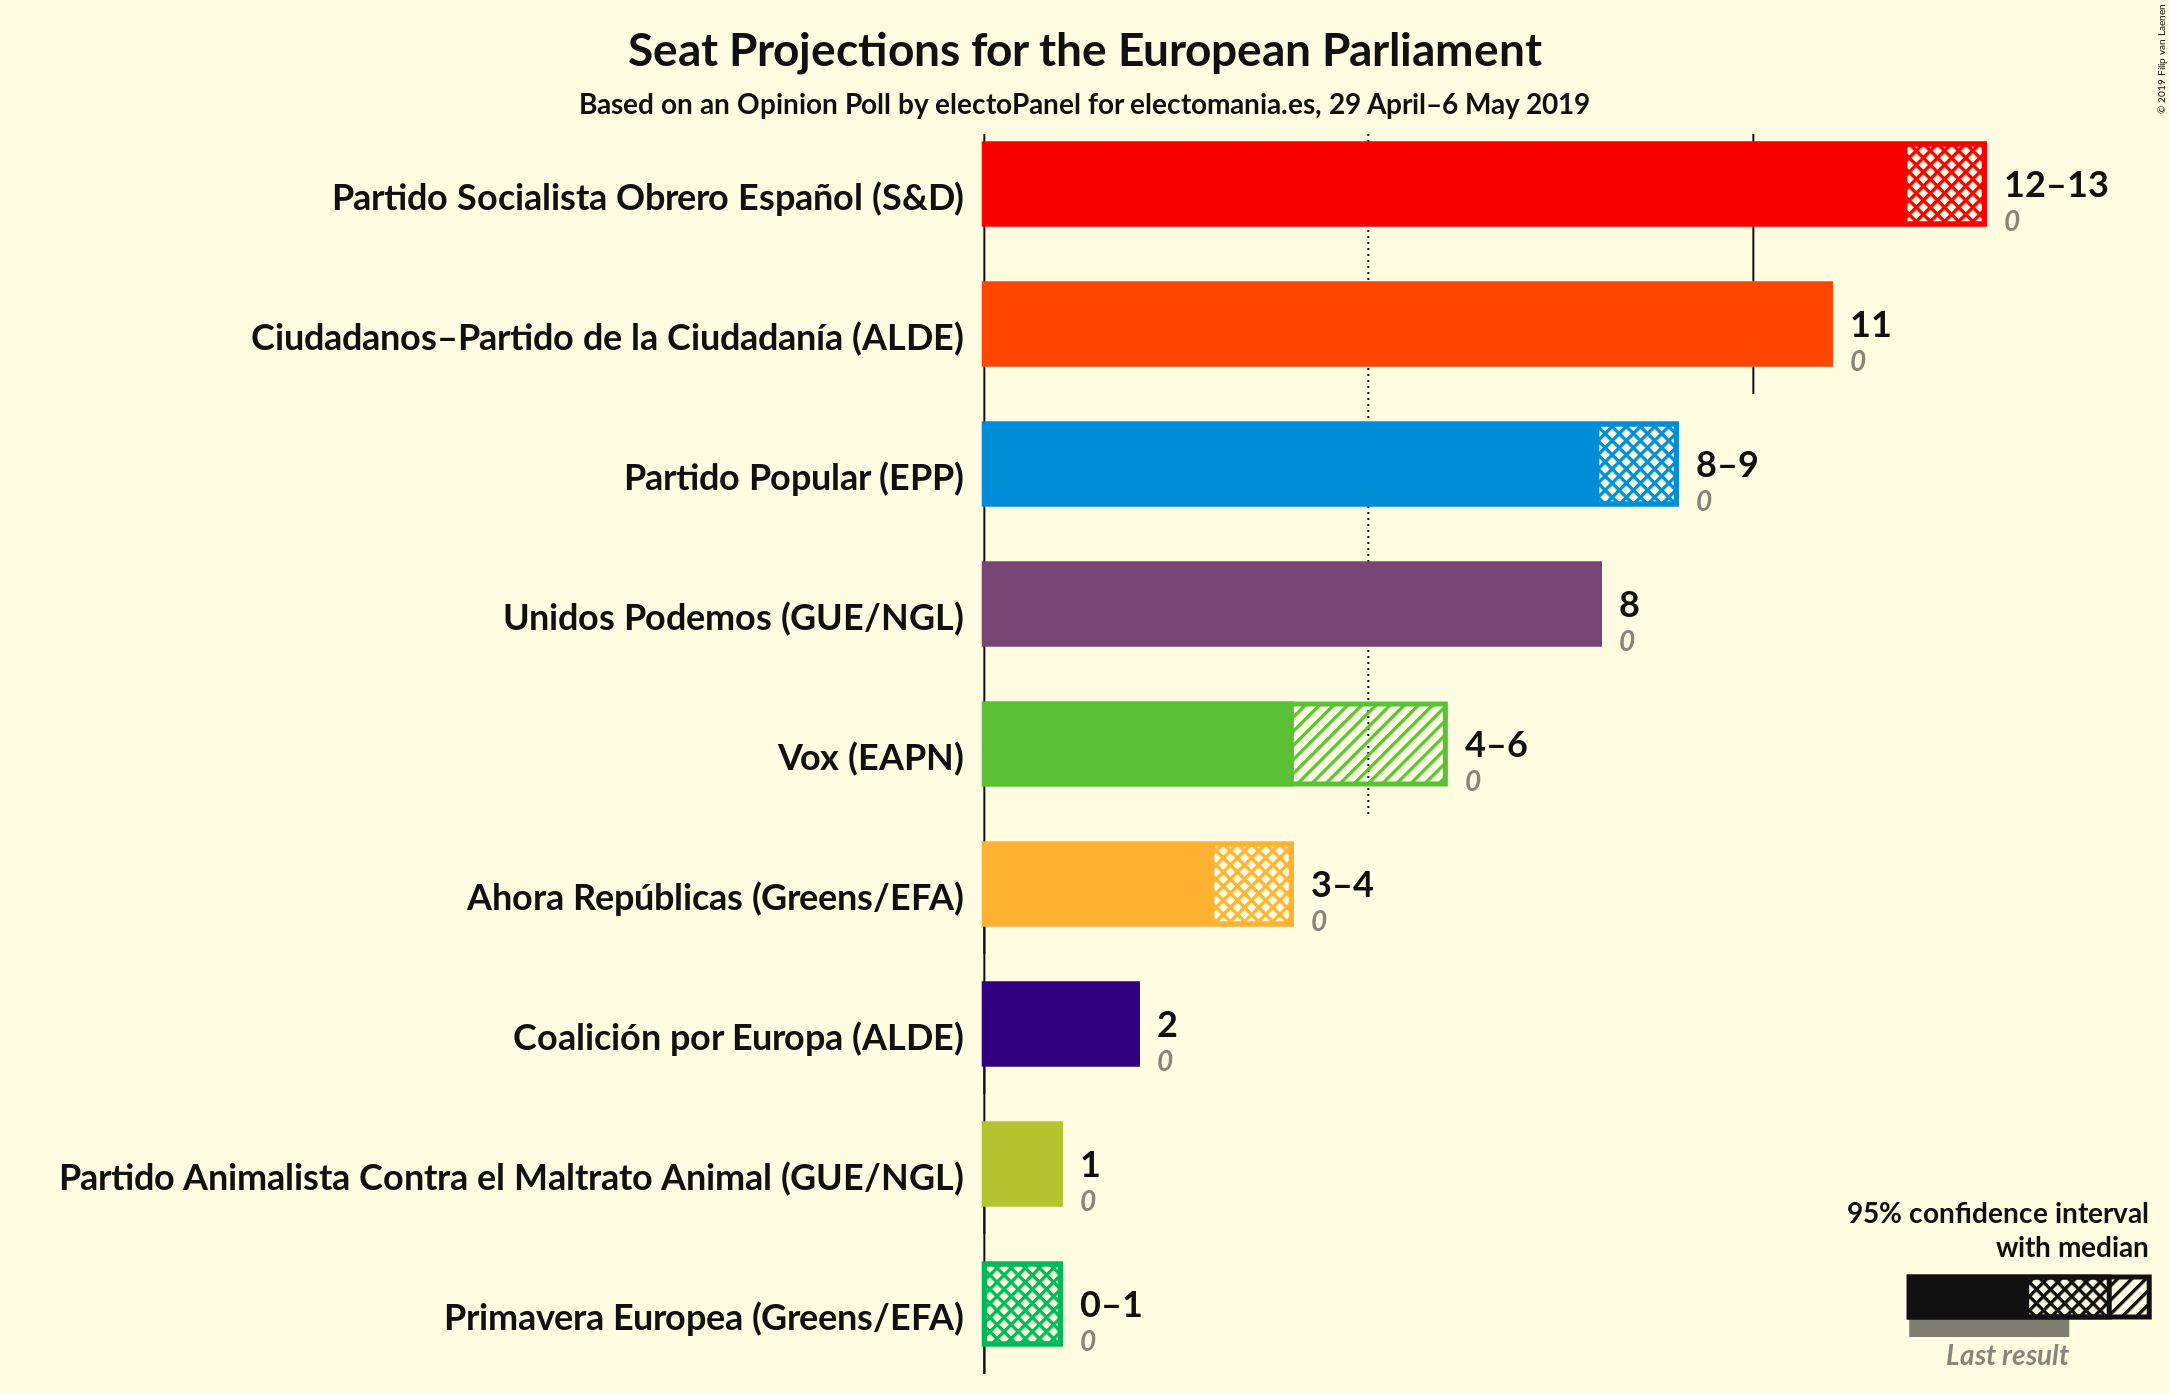 Seat Projections for the European Parliament
Based on an Opinion Poll by electoPanel for electomania.es, 29 April–6 May 2019
© 2019 Filip van Laenen
Partido Socialista Obrero Español (S&D)
12–13
0
Ciudadanos–Partido de la Ciudadanía (ALDE)
11
0
Partido Popular (EPP)
8–9
0
Unidos Podemos (GUE/NGL)
8
0
Vox (EAPN)
4–6
0
Ahora Repúblicas (Greens/EFA)
3–4
0
Coalición por Europa (ALDE)
2
0
Partido Animalista Contra el Maltrato Animal (GUE/NGL)
1
0
Primavera Europea (Greens/EFA)
0–1
0
95% confidence interval
with median
Last result